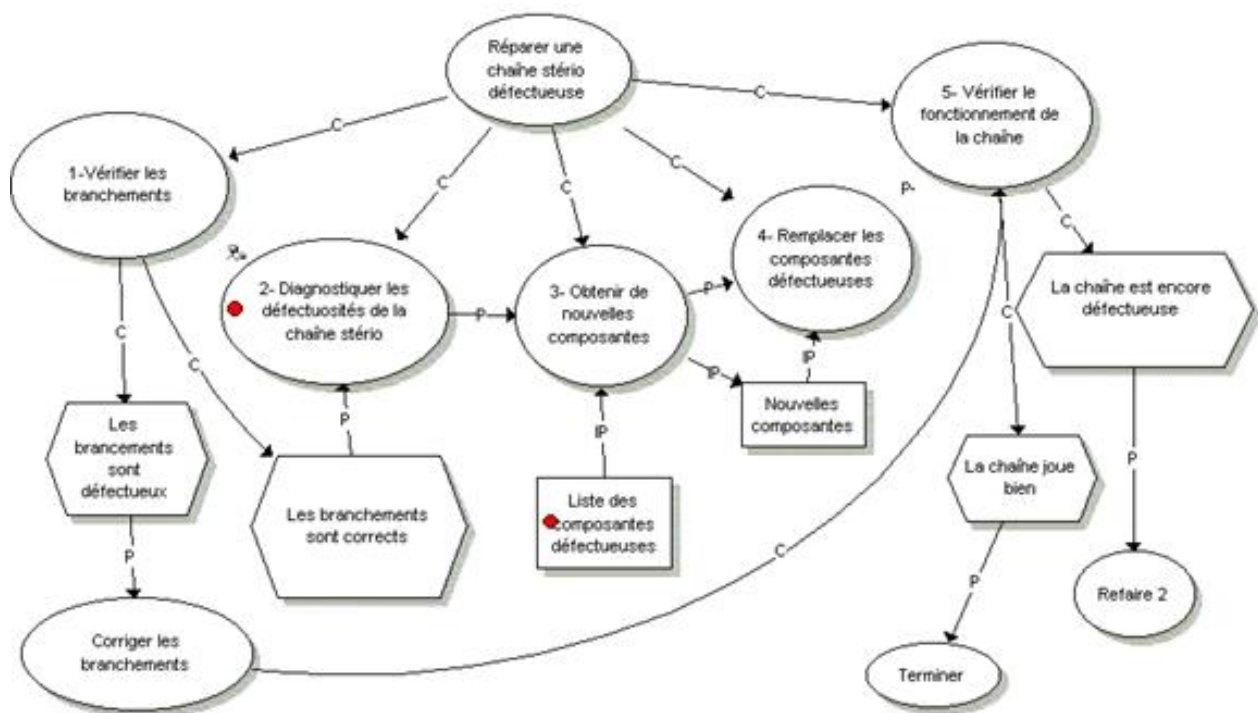 Réparer une
chaîne stério
défectueuse
C
C
C
C
C
1-Vérifier les
branchements
5- Vérifier le
fonctionnement de
la chaîne
P-
2- Diagnostiquer les
défectuosités de la
chaîne stério
P-
3- Obtenir de
nouvelles
composantes
P
4- Remplacer les
composantes
défectueuses
C
La chaîne est encore
défectueuse
C
C
C
P
IP
IP
IP
Nouvelles
composantes
Les
brancements
sont
défectueux
Les branchements
sont corrects
Liste des
composantes
défectueuses
La chaîne joue
bien
P
P
C
P
Refaire 2
Corriger les
branchements
Terminer